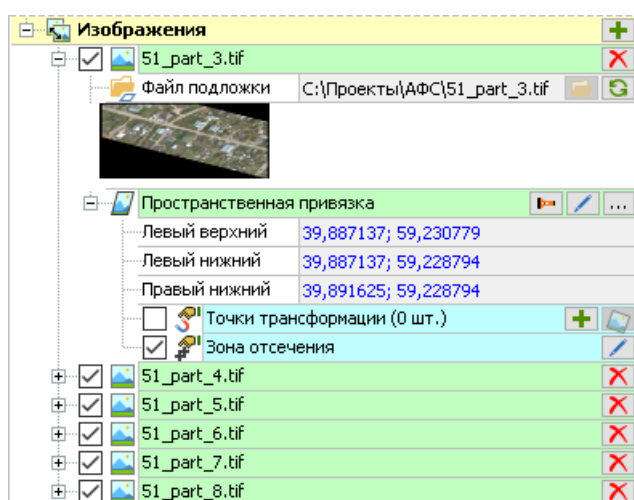 Изображения
51_part_3.tif
Файл подложки C:\Проекты\АФС\51_part_3.tif
Пространственная привязка ...
Левый верхний 39,887137; 59,230779
Левый нижний 39,887137; 59,228794
Правый нижний 39,891625; 59,228794
Точки трансформации (0 шт.)
Зона отсечения
51_part_4.tif
51_part_5.tif
51_part_6.tif
51_part_7.tif
51_part_8.tif